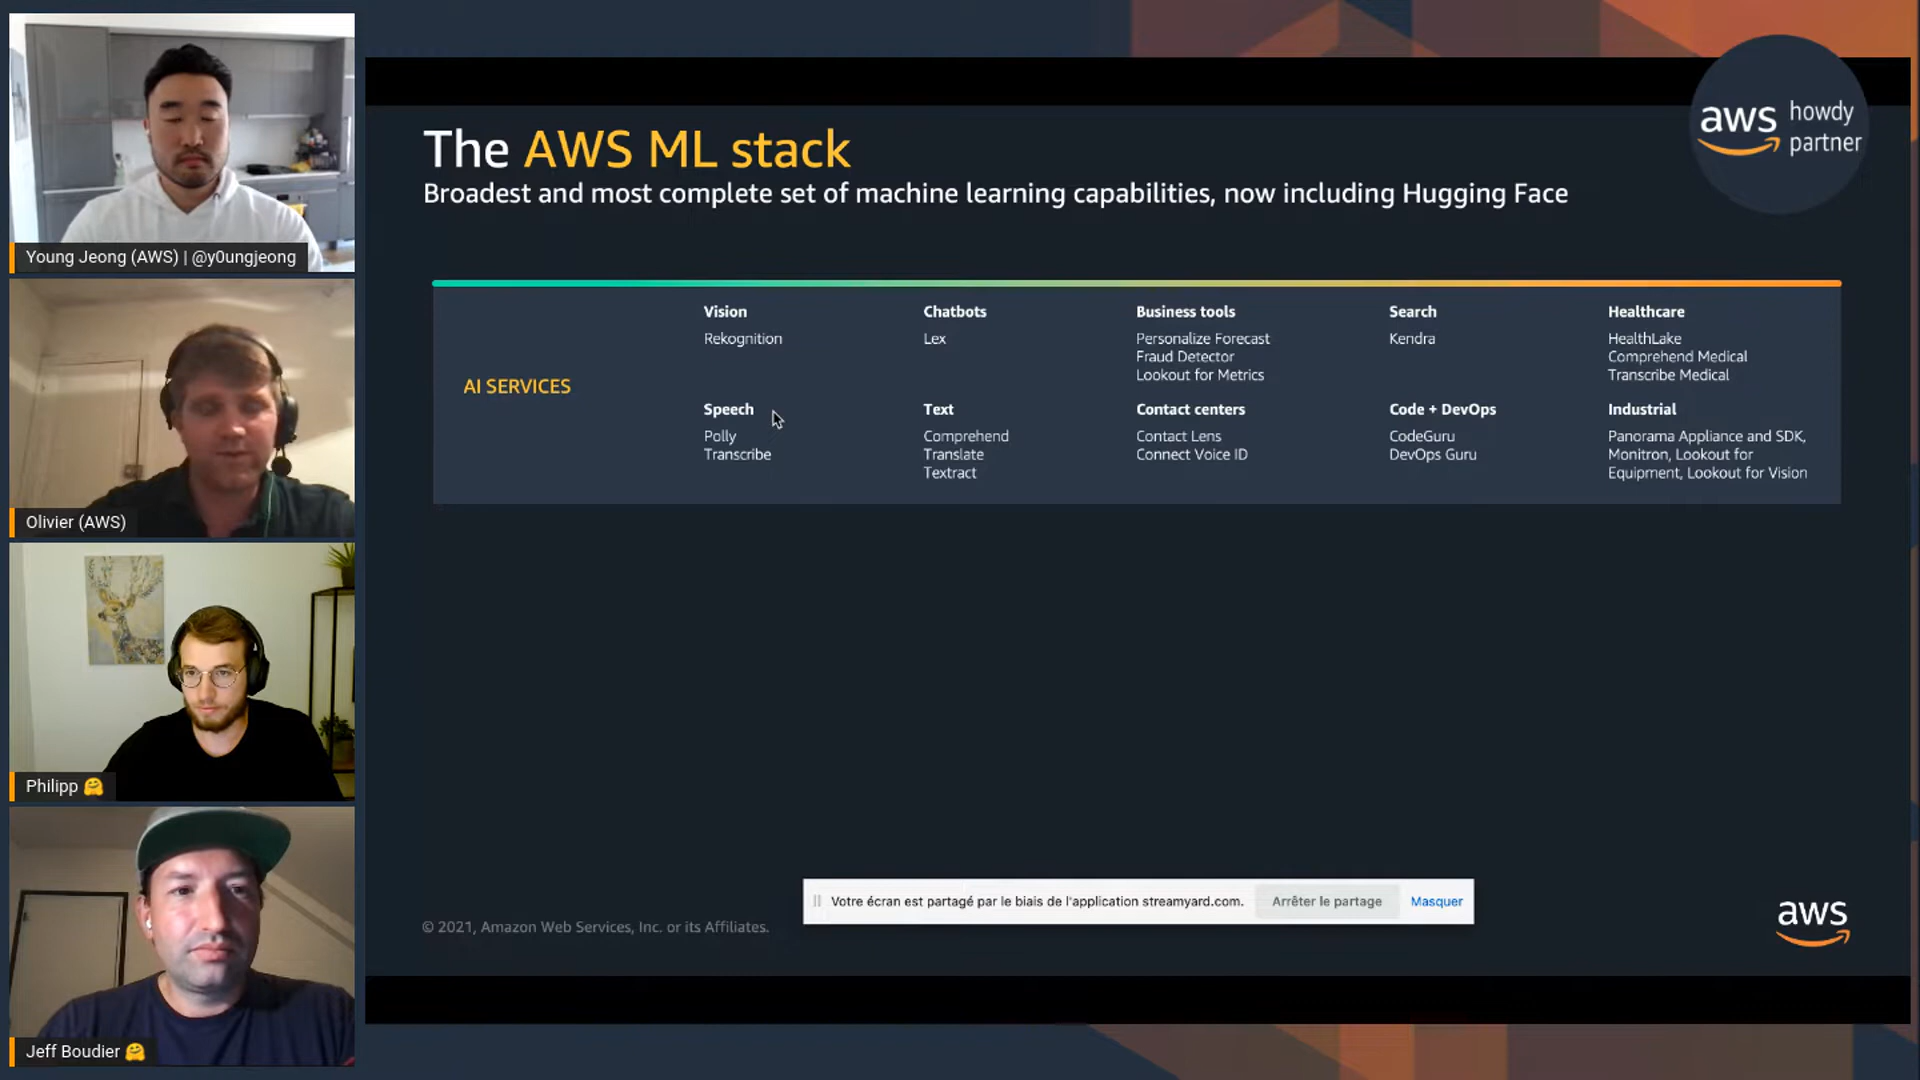 Young Jeong (AWS) | @y0ungjeong
Olivier (AWS)
Philipp 🤗
Jeff Boudier 🤗
aws howdy partner
The AWS ML stack
Broadest and most complete set of machine learning capabilities, now including Hugging Face
AI SERVICES
Vision
Rekognition
Chatbots
Lex
Business tools
Personalize Forecast
Fraud Detector
Lookout for Metrics
Search
Kendra
Healthcare
HealthLake
Comprehend Medical
Transcribe Medical
Speech
Polly
Transcribe
Text
Comprehend
Translate
Textract
Contact centers
Contact Lens
Connect Voice ID
Code + DevOps
CodeGuru
DevOps Guru
Industrial
Panorama Appliance and SDK,
Monitron, Lookout for
Equipment, Lookout for Vision
Votre écran est partagé par le biais de l'application streamyard.com.
Arrêter le partage
Masquer
© 2021, Amazon Web Services, Inc. or its Affiliates.
aws